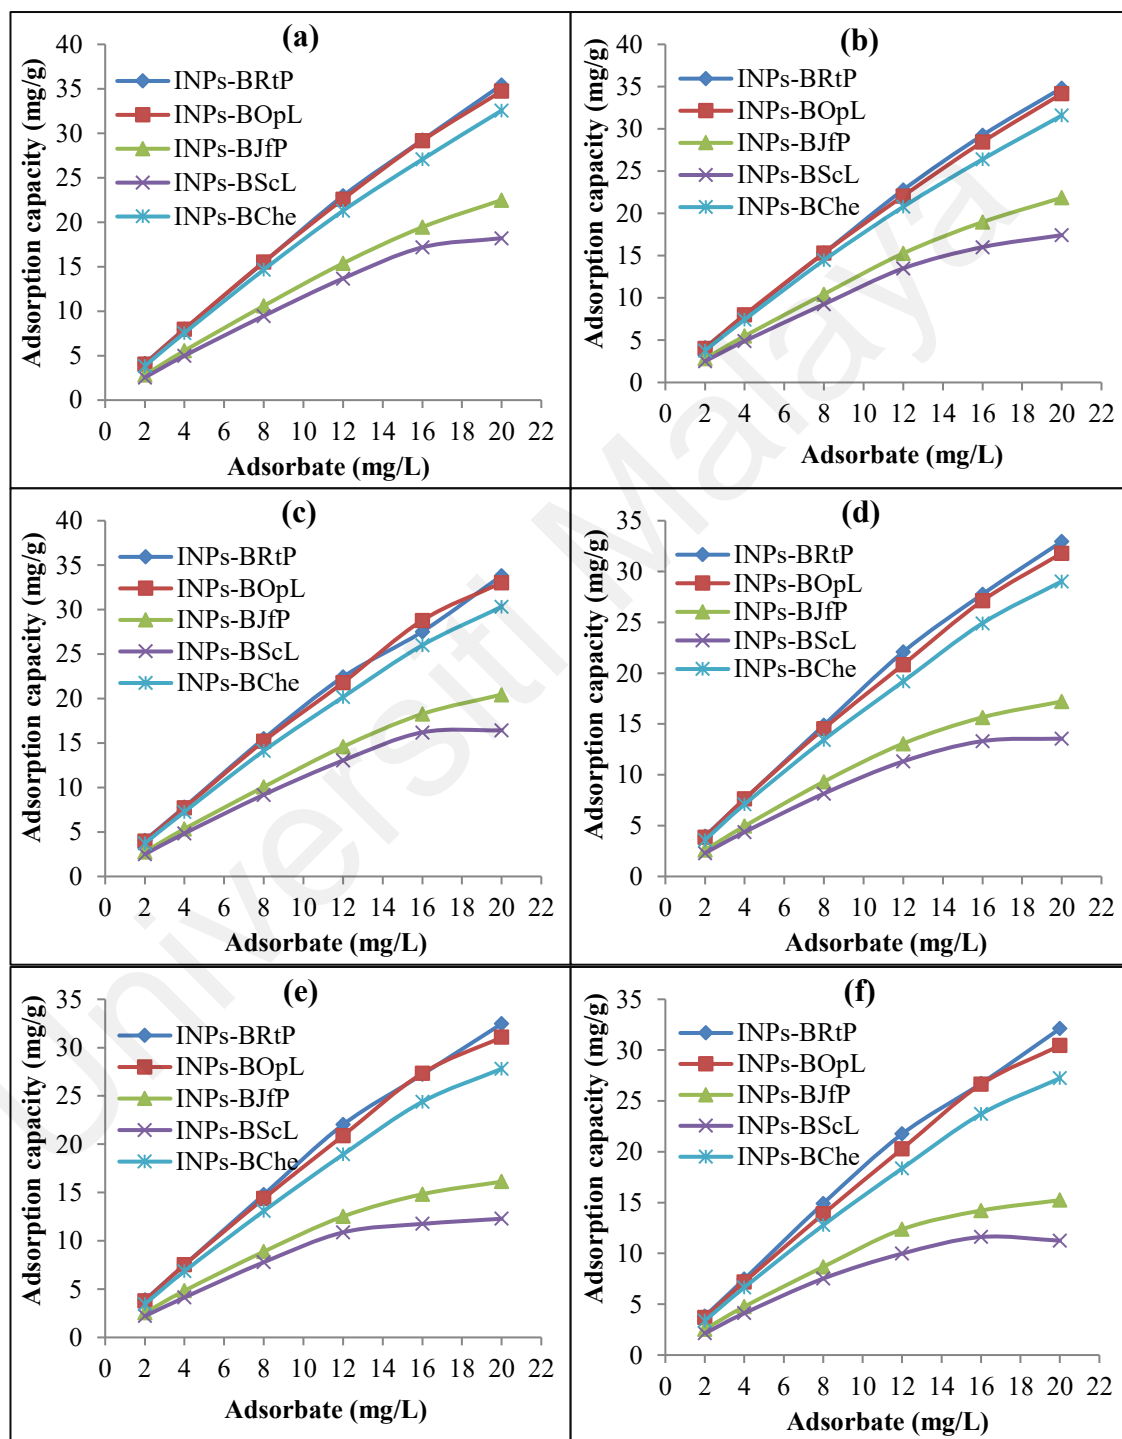 (a)
Adsorption capacity (mg/g)
40
35
30
25
20
15
10
5
0
INPs-BRtP
INPs-BOpL
INPs-BJfP
INPs-BScL
INPs-BChe
0 2 4 6 8 10 12 14 16 18 20 22
Adsorbate (mg/L)
(b)
Adsorption capacity (mg/g)
40
35
30
25
20
15
10
5
0
INPs-BRtP
INPs-BOpL
INPs-BJfP
INPs-BScL
INPs-BChe
0 2 4 6 8 10 12 14 16 18 20 22
Adsorbate (mg/L)
(c)
Adsorption capacity (mg/g)
40
35
30
25
20
15
10
5
0
INPs-BRtP
INPs-BOpL
INPs-BJfP
INPs-BScL
INPs-BChe
0 2 4 6 8 10 12 14 16 18 20 22
Adsorbate (mg/L)
(d)
Adsorption capacity (mg/g)
35
30
25
20
15
10
5
0
INPs-BRtP
INPs-BOpL
INPs-BJfP
INPs-BScL
INPs-BChe
0 2 4 6 8 10 12 14 16 18 20 22
Adsorbate (mg/L)
(e)
Adsorption capacity (mg/g)
35
30
25
20
15
10
5
0
INPs-BRtP
INPs-BOpL
INPs-BJfP
INPs-BScL
INPs-BChe
0 2 4 6 8 10 12 14 16 18 20 22
Adsorbate (mg/L)
(f)
Adsorption capacity (mg/g)
35
30
25
20
15
10
5
0
INPs-BRtP
INPs-BOpL
INPs-BJfP
INPs-BScL
INPs-BChe
0 2 4 6 8 10 12 14 16 18 20 22
Adsorbate (mg/L)
Universiti Malaya